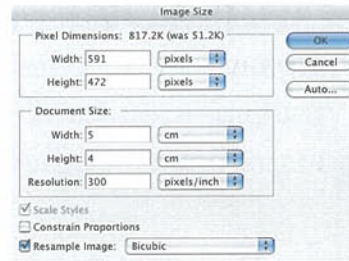 Image Size
Pixel Dimensions: 817.2K (was 51.2K)
Width: 591 pixels
Height: 472 pixels
OK
Cancel
Auto...
Document Size:
Width: 5 cm
Height: 4 cm
Resolution: 300 pixels/inch
Scale Styles
Constrain Proportions
Resample Image: Bicubic